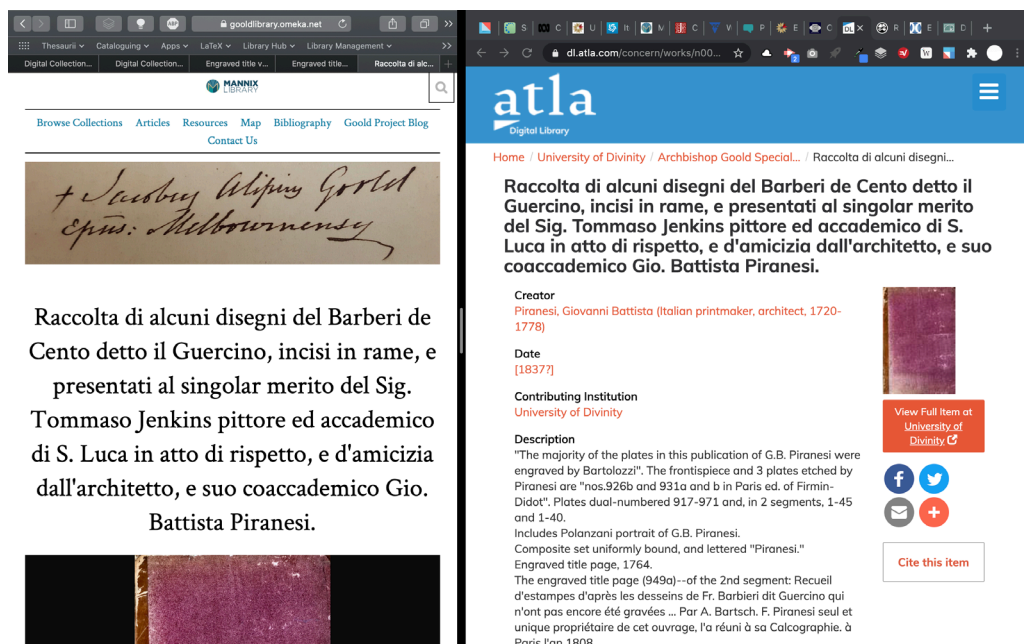 gooldlibrary.omeka.net
Thesaurii
Cataloguing
Apps
LaTeX
Library Hub
Library Management
Digital Collection...
Digital Collection...
Engraved title v...
Engraved title...
Raccolta di alc...
MANNIX
LIBRARY
Browse Collections Articles Resources Map Bibliography Goold Project Blog
Contact Us
+ Jacobus Alipius Goold
Epũs: Melbournensis
Raccolta di alcuni disegni del Barberi de
Cento detto il Guercino, incisi in rame, e
presentati al singolar merito del Sig.
Tommaso Jenkins pittore ed accademico
di S. Luca in atto di rispetto, e d'amicizia
dall'architetto, e suo coaccademico Gio.
Battista Piranesi.
dl.atla.com/concern/works/n00...
atla
Digital Library
Home / University of Divinity / Archbishop Goold Special... / Raccolta di alcuni disegni...
Raccolta di alcuni disegni del Barberi de Cento detto il
Guercino, incisi in rame, e presentati al singolar merito
del Sig. Tommaso Jenkins pittore ed accademico di S.
Luca in atto di rispetto, e d'amicizia dall'architetto, e suo
coaccademico Gio. Battista Piranesi.
Creator
Piranesi, Giovanni Battista (Italian printmaker, architect, 1720-
1778)
Date
[1837?]
Contributing Institution
University of Divinity
Description
"The majority of the plates in this publication of G.B. Piranesi were
engraved by Bartolozzi". The frontispiece and 3 plates etched by
Piranesi are "nos.926b and 931a and b in Paris ed. of Firmin-
Didot". Plates dual-numbered 917-971 and, in 2 segments, 1-45
and 1-40.
Includes Polanzani portrait of G.B. Piranesi.
Composite set uniformly bound, and lettered "Piranesi."
Engraved title page, 1764.
The engraved title page (949a)--of the 2nd segment: Recueil
d'estampes d'après les desseins de Fr. Barbieri dit Guercino qui
n'ont pas encore été gravées ... Par A. Bartsch. F. Piranesi seul et
unique propriétaire de cet ouvrage, l'a réuni à sa Calcographie. à
Paris l'an 1808
View Full Item at
University of
Divinity
Cite this item